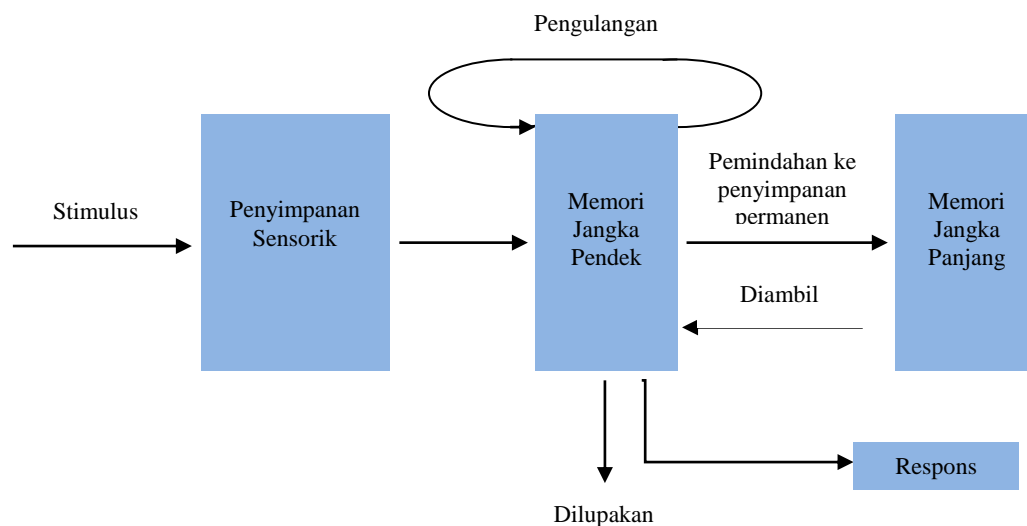 Pengulangan
Stimulus
Penyimpanan
Sensorik
Memori
Jangka
Pendek
Pemindahan ke
penyimpanan
permanen
Diambil
Memori
Jangka
Panjang
Respons
Dilupakan